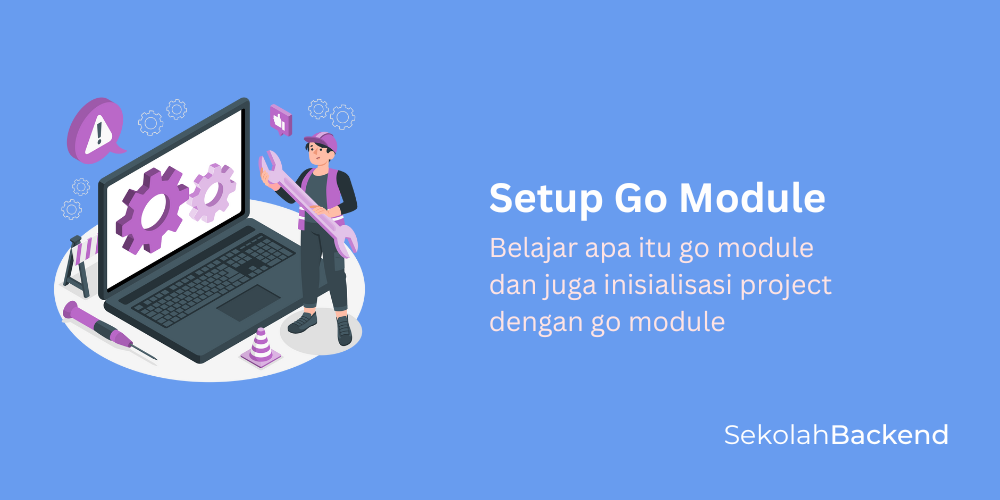 Setup Go Module
Belajar apa itu go module
dan juga inisialisasi project
dengan go module
SekolahBackend